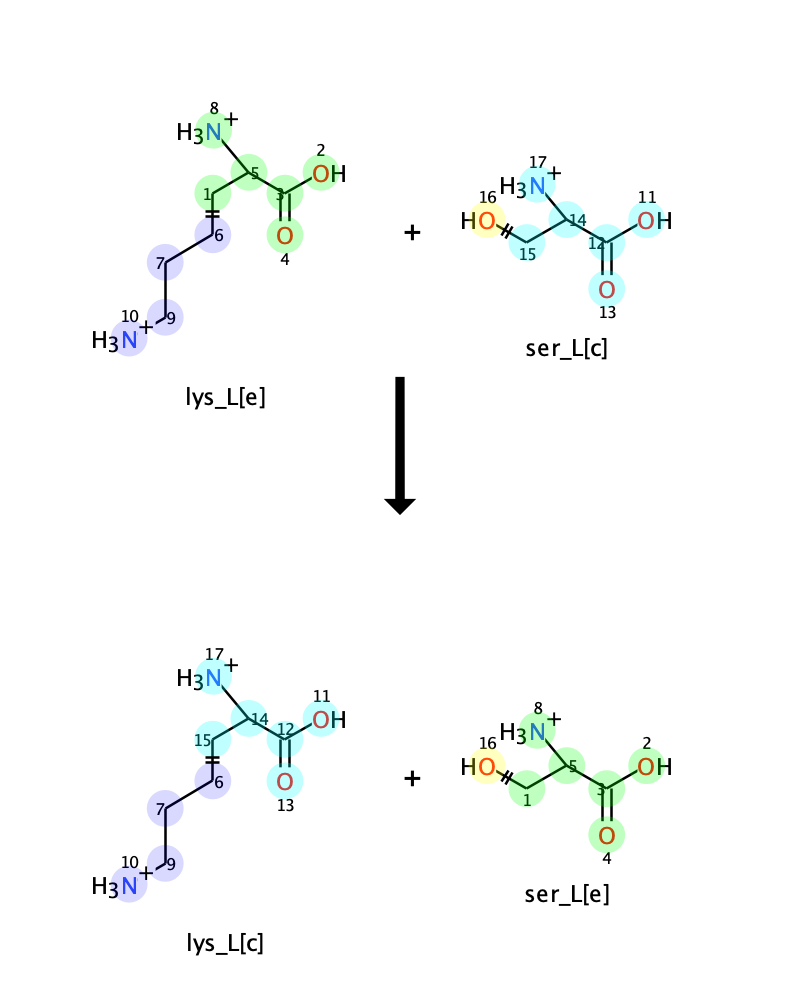 8
H3N+
2
OH
1
5
3
O
4
6
7
9
10
H3N+
lys_L[e]
+
17
H3N+
16
HO
14
11
OH
15
12
O
13
ser_L[c]
17
H3N+
11
OH
14
15
12
O
13
6
7
9
10
H3N+
lys_L[c]
+
8
H3N+
16
HO
5
2
OH
1
3
O
4
ser_L[e]